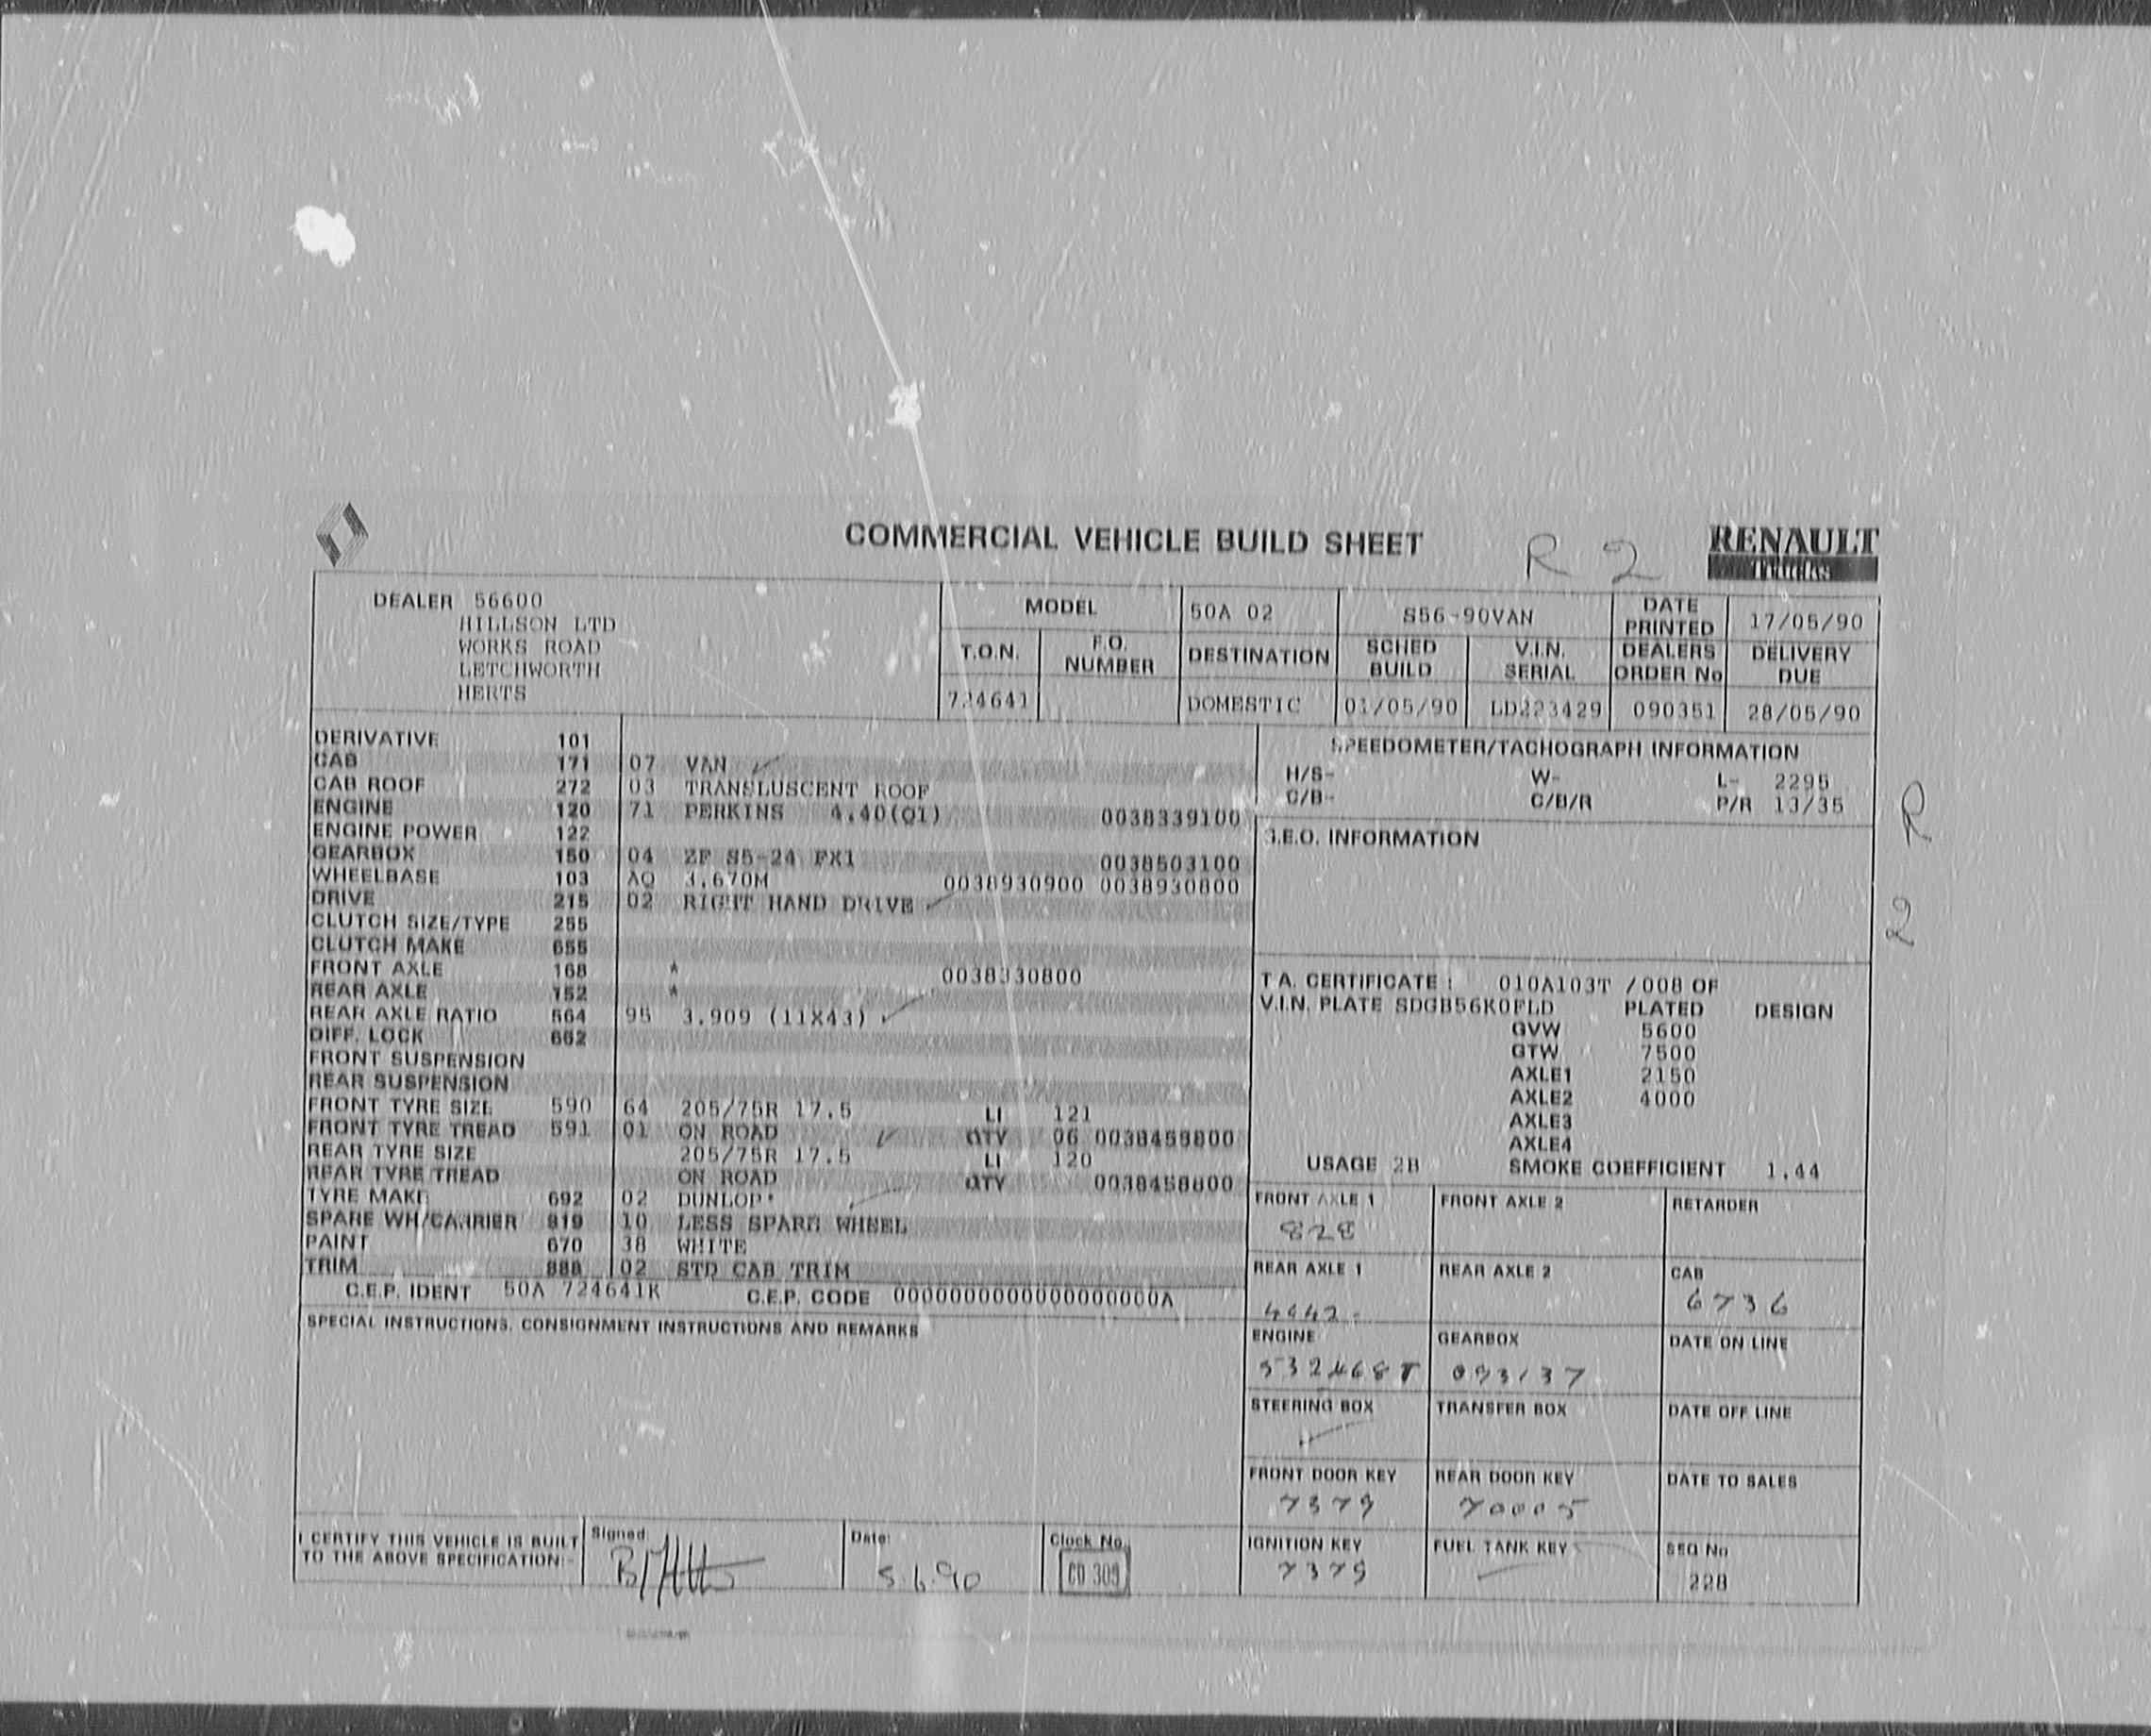 COMMERCIAL VEHICLE BUILD SHEET
R 2
RENAULT
Trucks
DEALER 56600
HILLSON LTD
WORKS ROAD
LETCHWORTH
HERTS
MODEL 50A 02 S56-90VAN DATE PRINTED 17/05/90
T.O.N. F.O. NUMBER DESTINATION SCHED BUILD V.I.N. SERIAL DEALERS ORDER No DELIVERY DUE
724641 DOMESTIC 01/05/90 LD223429 090351 28/05/90
DERIVATIVE 101
CAB 171 07 VAN
CAB ROOF 272 03 TRANSLUSCENT ROOF
ENGINE 120 71 PERKINS 4.40(Q1) 0038339100
ENGINE POWER 122
GEARBOX 150 04 ZF S5-24 FX1 0038503100
WHEELBASE 103 AQ 3.670M 0038930900 0038930800
DRIVE 215 02 RIGHT HAND DRIVE
CLUTCH SIZE/TYPE 255
CLUTCH MAKE 655
FRONT AXLE 168 * 0038330800
REAR AXLE 152 *
REAR AXLE RATIO 564 95 3.909 (11X43)
DIFF. LOCK 662
FRONT SUSPENSION
REAR SUSPENSION
FRONT TYRE SIZE 590 64 205/75R 17.5 LI 121
FRONT TYRE TREAD 591 01 ON ROAD QTY 06 0038458800
REAR TYRE SIZE 205/75R 17.5 LI 120
REAR TYRE TREAD ON ROAD QTY 0038458800
TYRE MAKE 692 02 DUNLOP
SPARE WH/CARRIER 819 10 LESS SPARE WHEEL
PAINT 670 38 WHITE
TRIM 888 02 STD CAB TRIM
C.E.P. IDENT 50A 724641K C.E.P. CODE 0000000000000000000A
SPECIAL INSTRUCTIONS. CONSIGNMENT INSTRUCTIONS AND REMARKS
SPEEDOMETER/TACHOGRAPH INFORMATION
H/S- W- L- 2295
C/B- C/B/R P/R 13/35
S.E.O. INFORMATION
T A. CERTIFICATE : 010A103T /008 OF
V.I.N. PLATE SDGB56K0FLD PLATED DESIGN
GVW 5600
GTW 7500
AXLE1 2150
AXLE2 4000
AXLE3
AXLE4
USAGE 2B SMOKE COEFFICIENT 1.44
FRONT AXLE 1 FRONT AXLE 2 RETARDER
828
REAR AXLE 1 REAR AXLE 2 CAB
4442 6736
ENGINE GEARBOX DATE ON LINE
532468T 093137
STEERING BOX TRANSFER BOX DATE OFF LINE
FRONT DOOR KEY REAR DOOR KEY DATE TO SALES
7379 70005
IGNITION KEY FUEL TANK KEY SEQ No
7379 228
I CERTIFY THIS VEHICLE IS BUILT
TO THE ABOVE SPECIFICATION:-
Signed
Date: 5.6.90
Clock No.
CD 309
R
R9